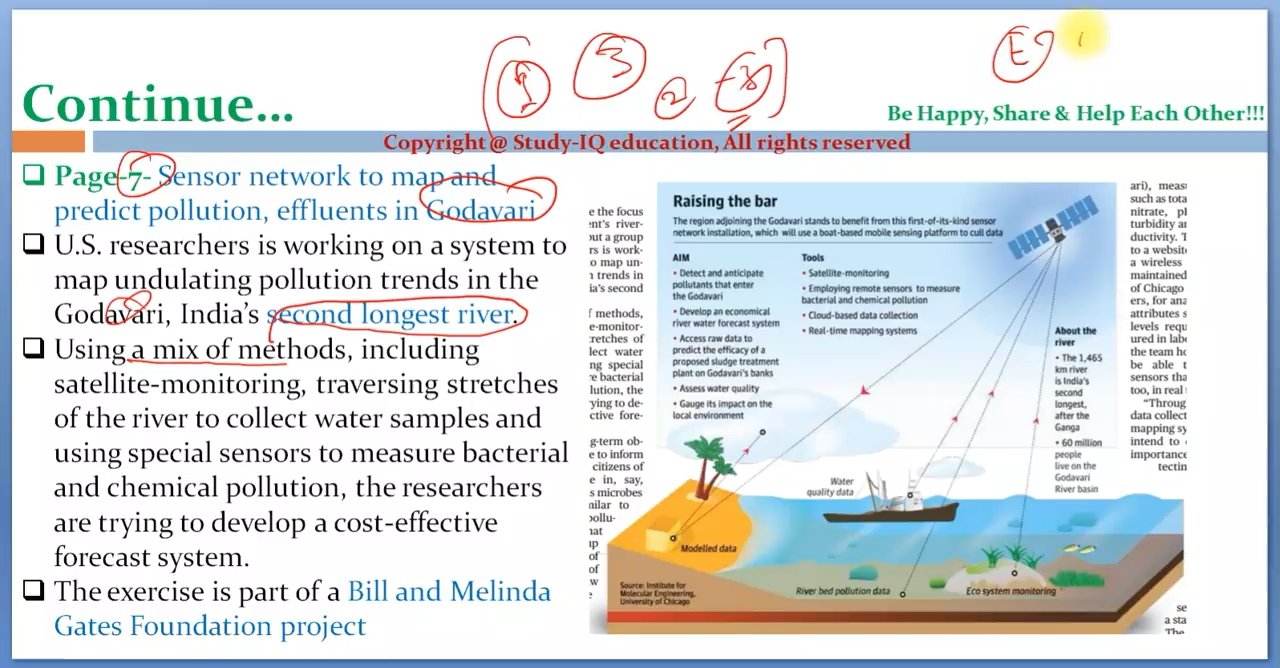 Continue...
Be Happy, Share & Help Each Other!!!
Copyright @ Study-IQ education, All rights reserved
Page-7- Sensor network to map and
predict pollution, effluents in Godavari
U.S. researchers is working on a system to
map undulating pollution trends in the
Godavari, India's second longest river.
Using a mix of methods, including
satellite-monitoring, traversing stretches
of the river to collect water samples and
using special sensors to measure bacterial
and chemical pollution, the researchers
are trying to develop a cost-effective
forecast system.
The exercise is part of a Bill and Melinda
Gates Foundation project
Raising the bar
The region adjoining the Godavari stands to benefit from this first-of-its-kind sensor
network installation, which will use a boat-based mobile sensing platform to cull data
AIM
• Detect and anticipate
pollutants that enter
the Godavari
• Develop an economical
river water forecast system
• Access raw data to
predict the efficacy of a
proposed sludge treatment
plant on Godavari's banks
• Assess water quality
• Gauge its impact on the
local environment
Tools
• Satellite-monitoring
• Employing remote sensors to measure
bacterial and chemical pollution
• Cloud-based data collection
• Real-time mapping systems
About the
river
• The 1,465
km river
is India's
second
longest,
after the
Ganga
• 60 million
people
live on the
Godavari
River basin
Water
quality data
Modelled data
River bed pollution data
Eco system monitoring
Source: Institute for
Molecular Engineering,
University of Chicago